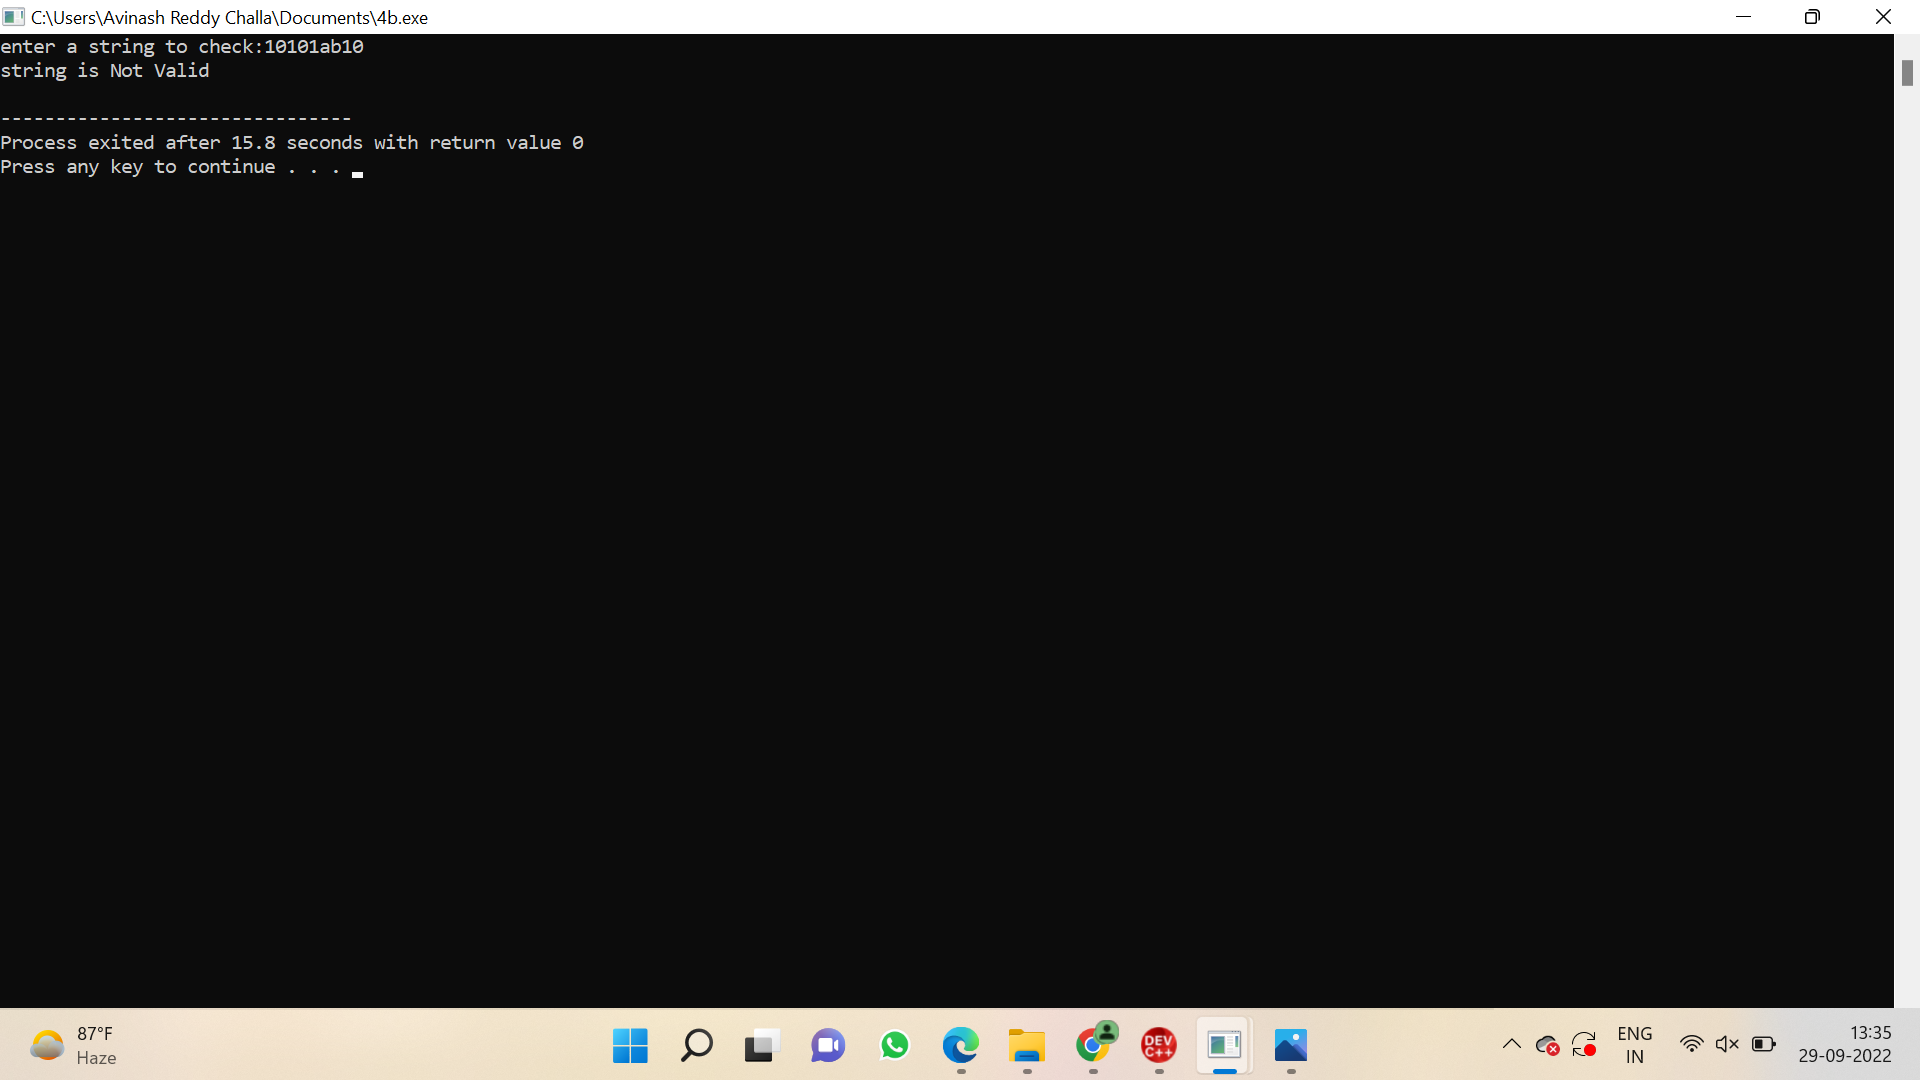 C:\Users\Avinash Reddy Challa\Documents\4b.exe
enter a string to check:10101ab10
string is Not Valid
--------------------------------
Process exited after 15.8 seconds with return value 0
Press any key to continue . . .
87°F
Haze
DEV
C++
ENG
IN
13:35
29-09-2022